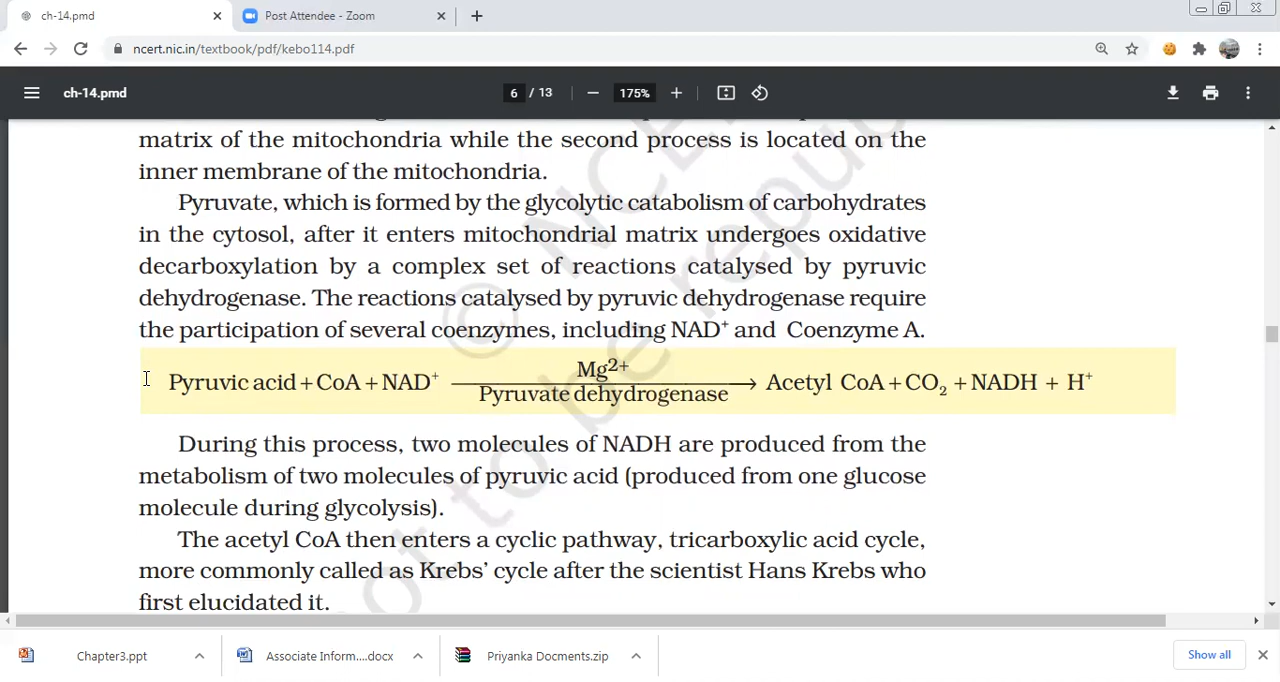 ch-14.pmd
Post Attendee - Zoom
ncert.nic.in/textbook/pdf/kebo114.pdf
ch-14.pmd
6 / 13
175%
matrix of the mitochondria while the second process is located on the
inner membrane of the mitochondria.
Pyruvate, which is formed by the glycolytic catabolism of carbohydrates
in the cytosol, after it enters mitochondrial matrix undergoes oxidative
decarboxylation by a complex set of reactions catalysed by pyruvic
dehydrogenase. The reactions catalysed by pyruvic dehydrogenase require
the participation of several coenzymes, including NAD⁺ and Coenzyme A.
Mg²⁺
Pyruvic acid + CoA + NAD⁺ ⟶ Acetyl CoA + CO₂ + NADH + H⁺
Pyruvate dehydrogenase
During this process, two molecules of NADH are produced from the
metabolism of two molecules of pyruvic acid (produced from one glucose
molecule during glycolysis).
The acetyl CoA then enters a cyclic pathway, tricarboxylic acid cycle,
more commonly called as Krebs' cycle after the scientist Hans Krebs who
first elucidated it.
© NCE
not to be repu
Chapter3.ppt
Associate Inform....docx
Priyanka Docments.zip
Show all